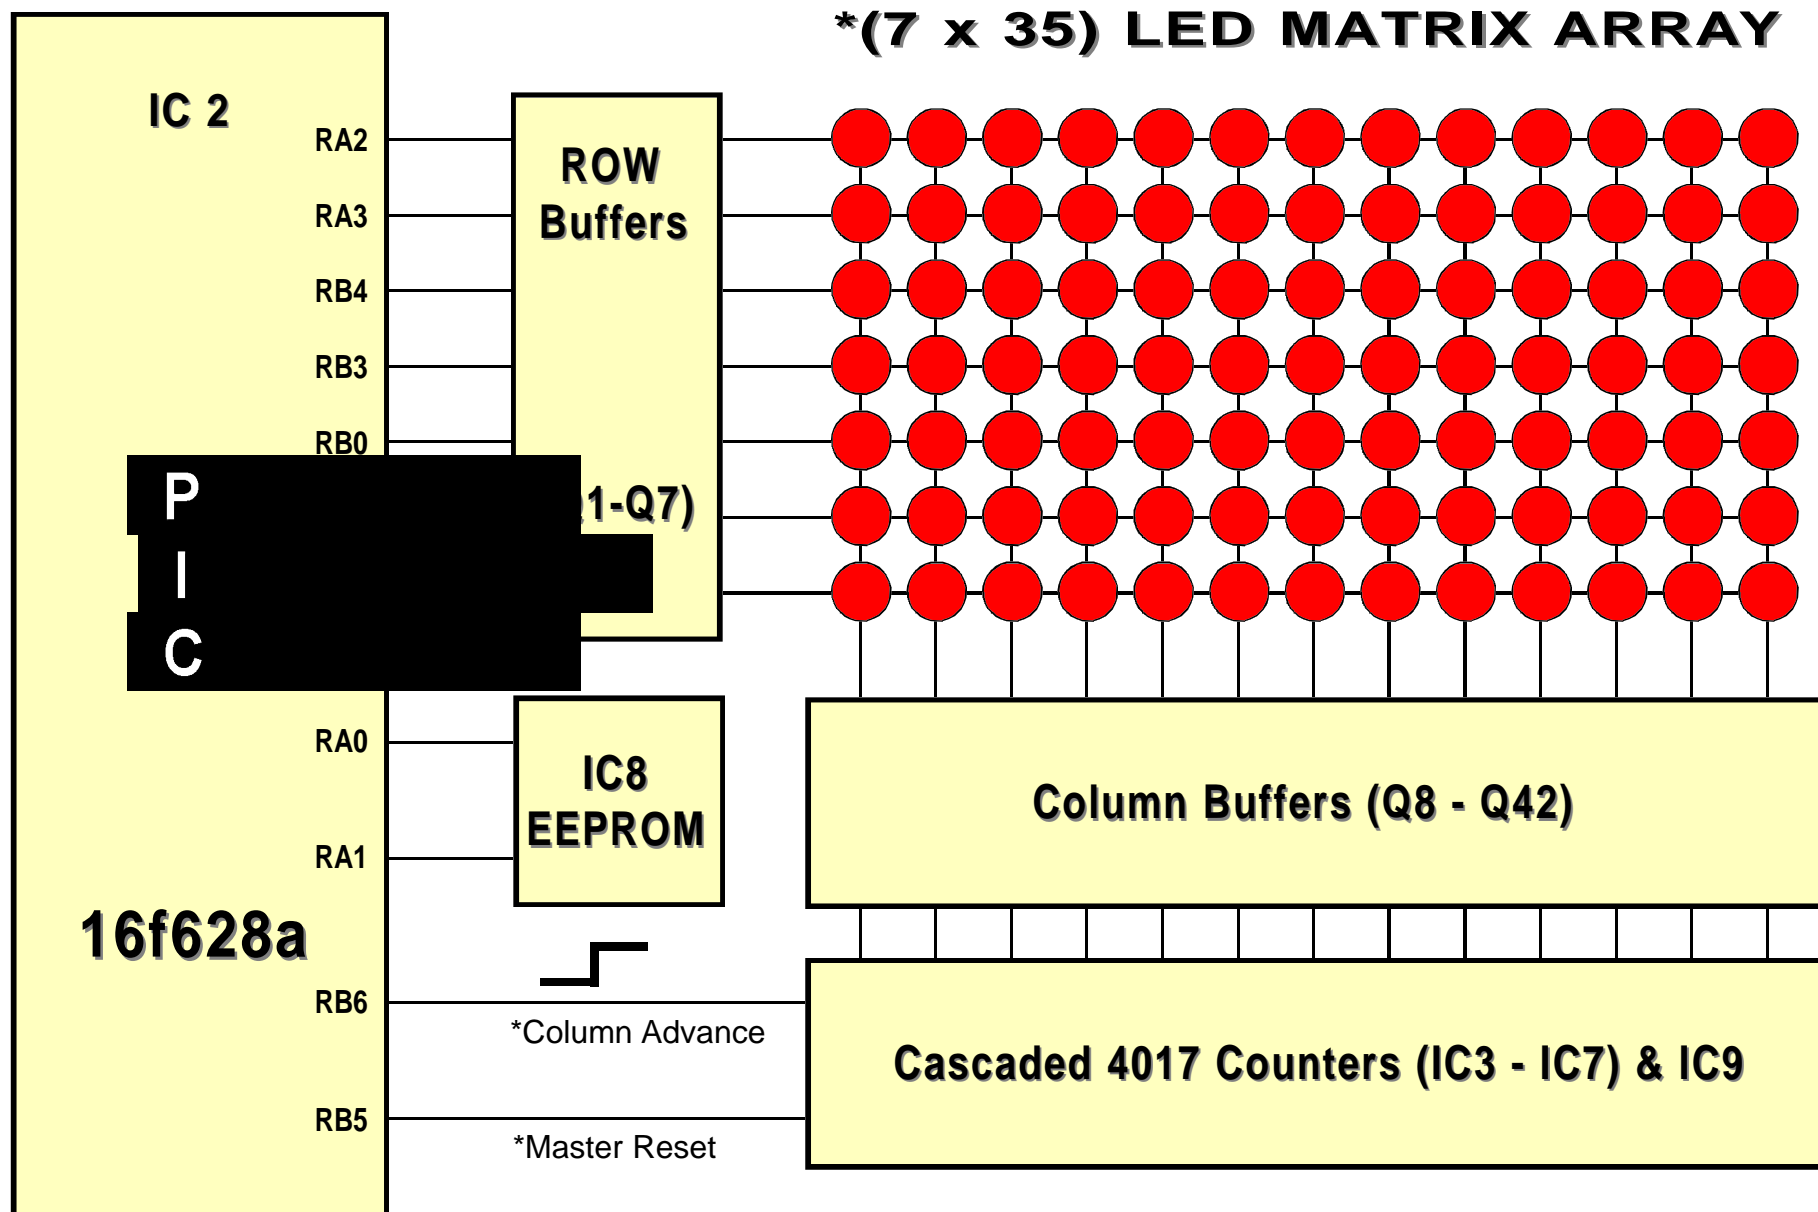 *(7 x 35) LED MATRIX ARRAY
IC 2
RA2
RA3
RB4
RB3
RB0
ROW
Buffers
1-Q7)
P
I
C
RA0
RA1
IC8
EEPROM
16f628a
RB6
*Column Advance
RB5
*Master Reset
Column Buffers (Q8 - Q42)
Cascaded 4017 Counters (IC3 - IC7) & IC9